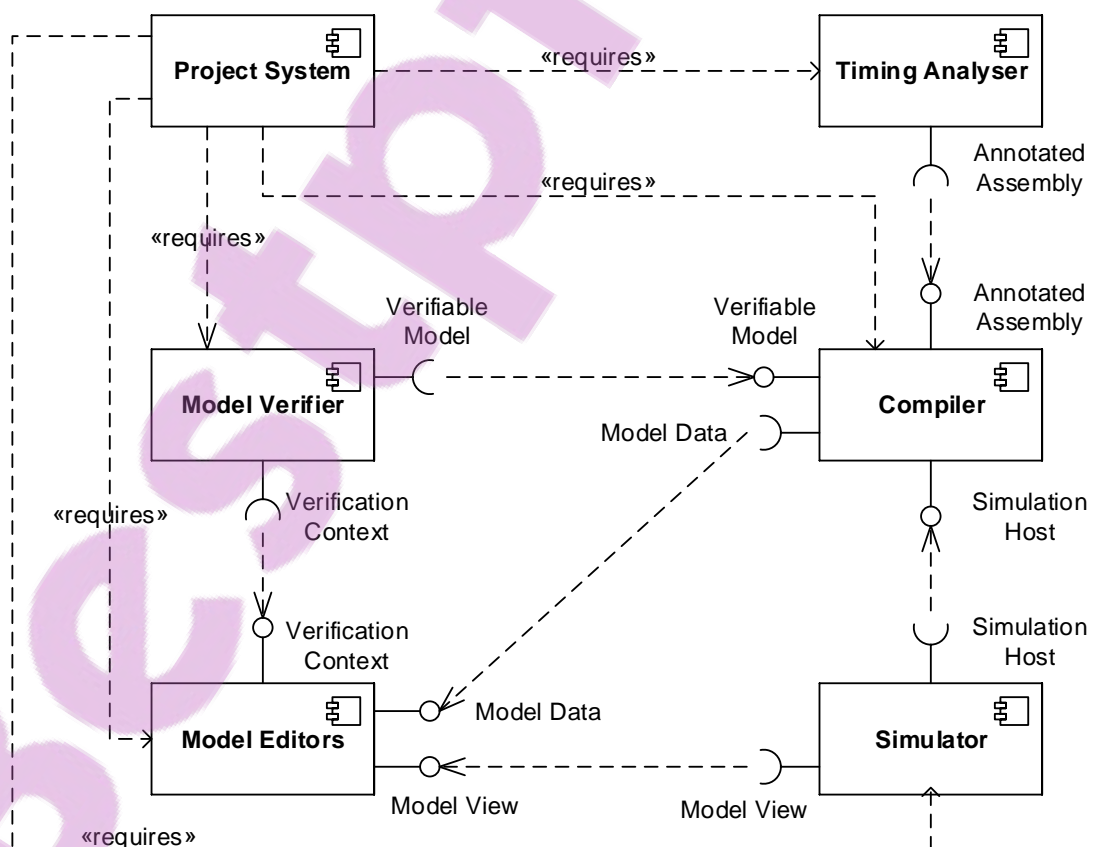 «requires»
Project System
Timing Analyser
Annotated
Assembly
«requires»
«requires»
Annotated
Assembly
Verifiable
Model
Verifiable
Model
Model Verifier
Compiler
Model Data
Verification
Context
«requires»
Simulation
Host
Verification
Context
Simulation
Host
Model Data
Model Editors
Simulator
Model View
Model View
«requires»